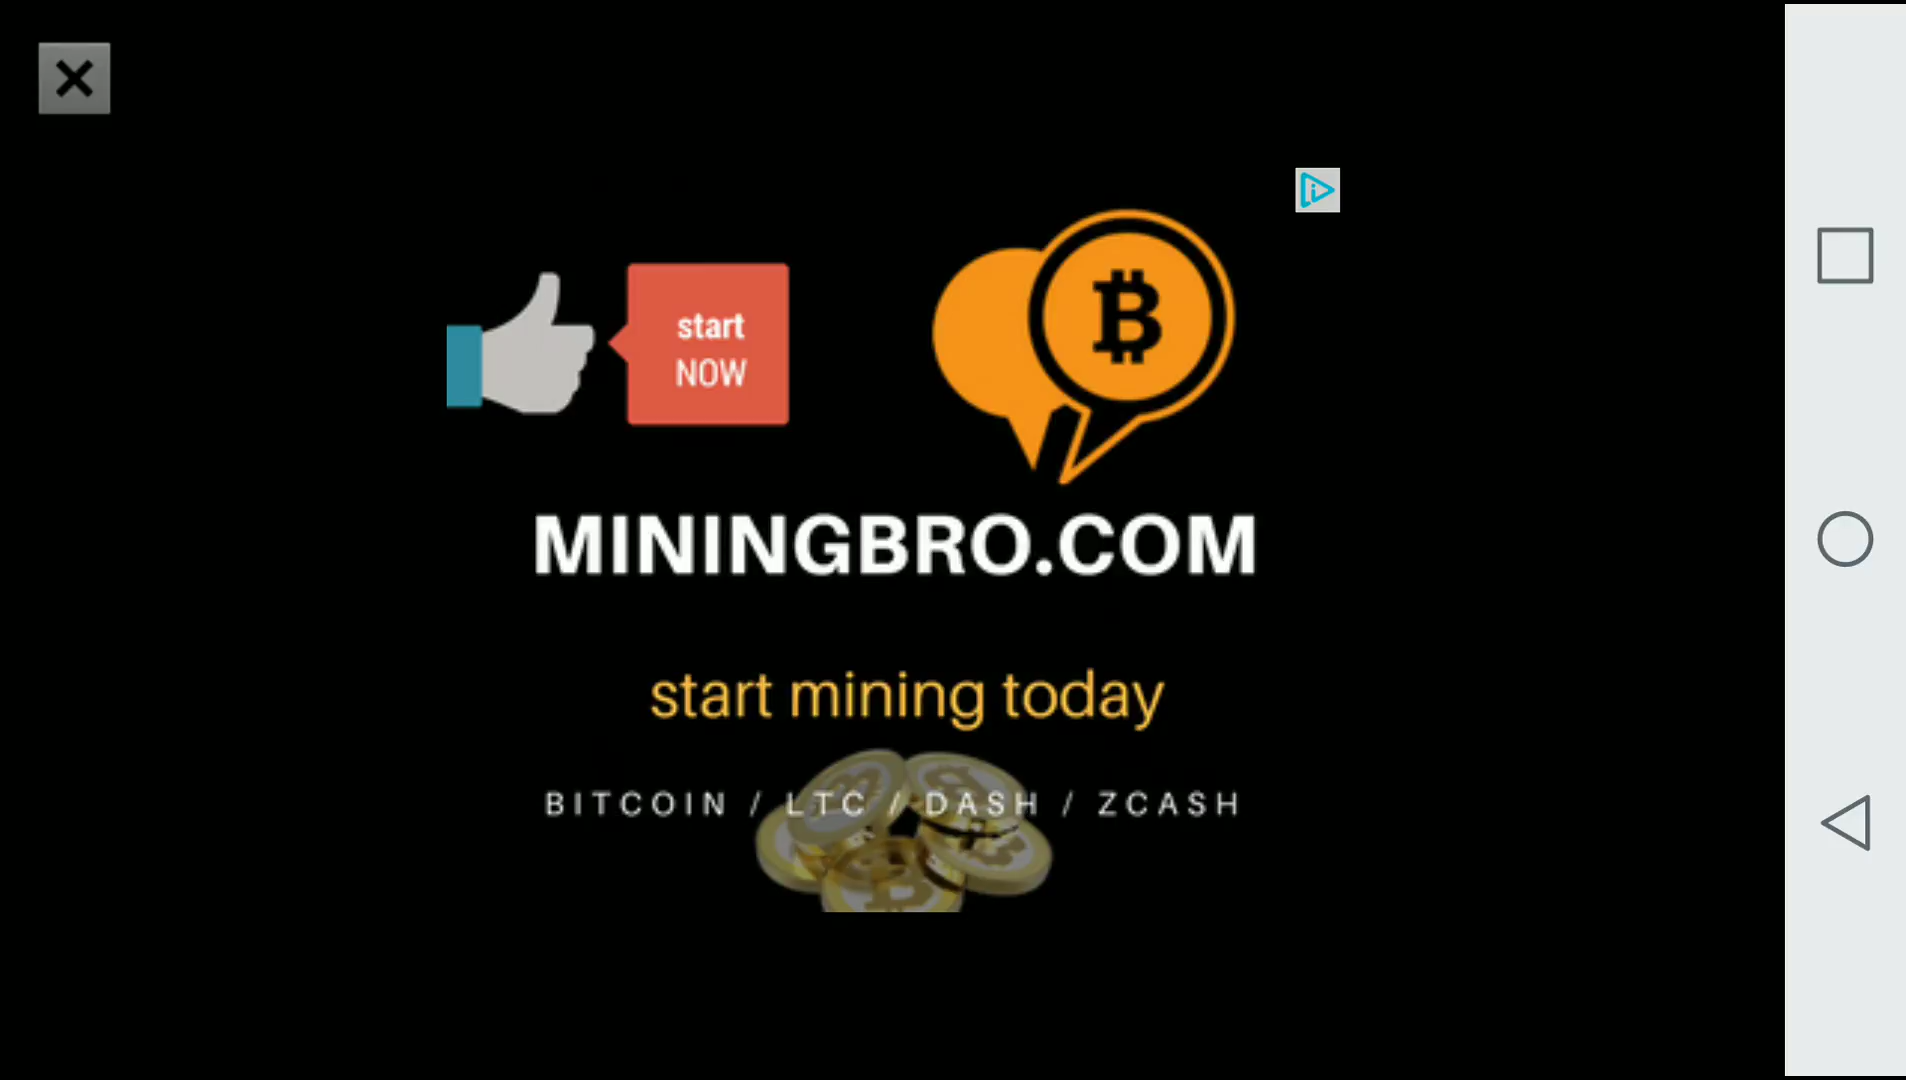 start
NOW
MININGBRO.COM
start mining today
BITCOIN / LTC / DASH / ZCASH